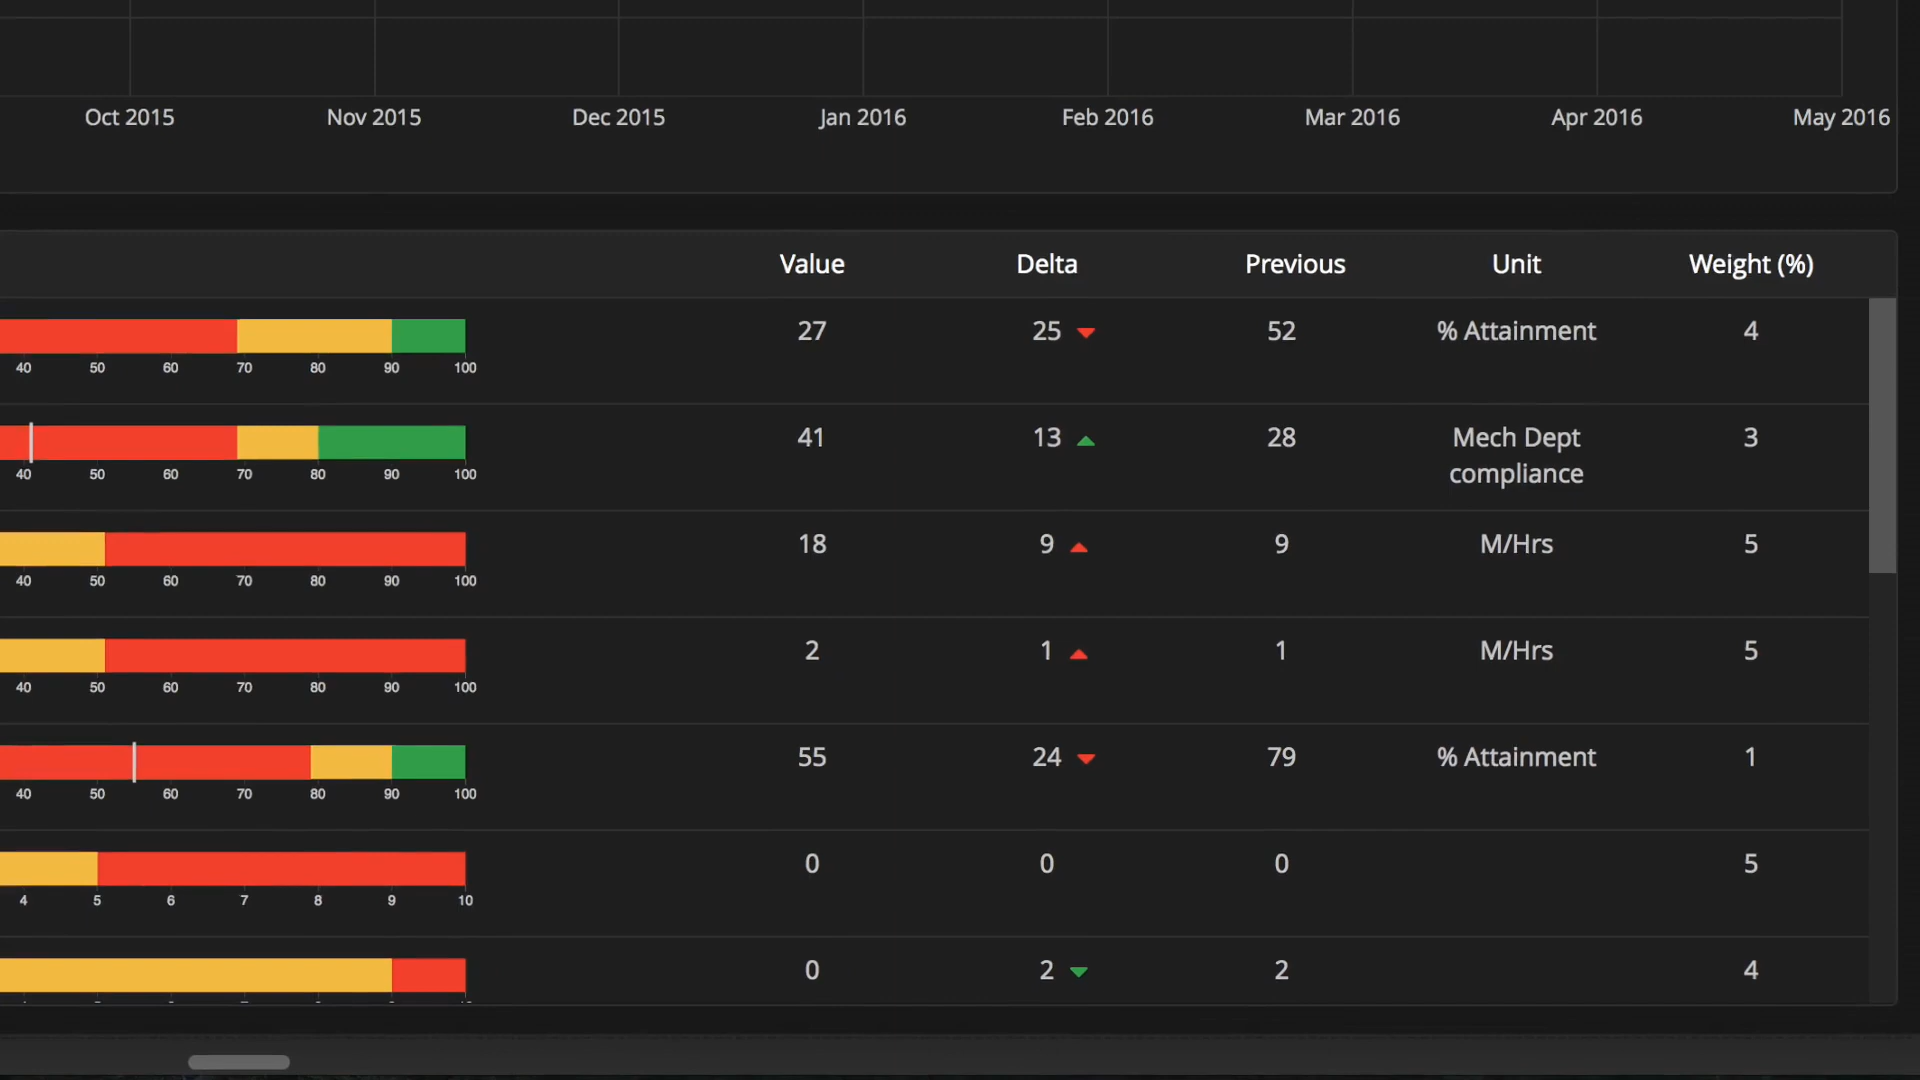 Oct 2015 Nov 2015 Dec 2015 Jan 2016 Feb 2016 Mar 2016 Apr 2016 May 2016
Value Delta Previous Unit Weight (%)
27 25 52 % Attainment 4
40 50 60 70 80 90 100
41 13 28 Mech Dept 3
compliance
40 50 60 70 80 90 100
18 9 9 M/Hrs 5
40 50 60 70 80 90 100
2 1 1 M/Hrs 5
40 50 60 70 80 90 100
55 24 79 % Attainment 1
40 50 60 70 80 90 100
0 0 0 5
4 5 6 7 8 9 10
0 2 2 4